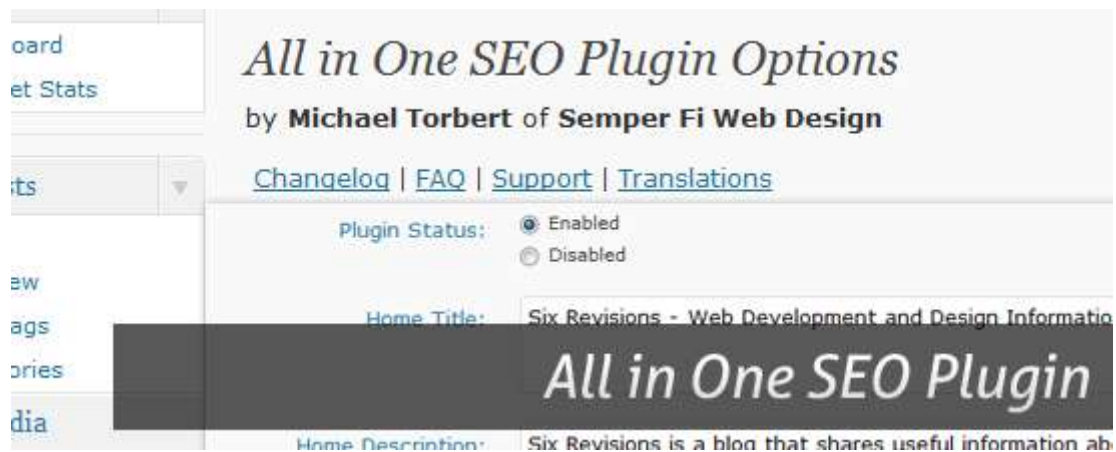 oard
et Stats
All in One SEO Plugin Options
by Michael Torbert of Semper Fi Web Design
Changelog | FAQ | Support | Translations
sts
Plugin Status:
Enabled
Disabled
ew
ags
ories
dia
Home Title:
Six Revisions - Web Development and Design Informatio
All in One SEO Plugin
Home Description:
Six Revisions is a blog that shares useful information ab